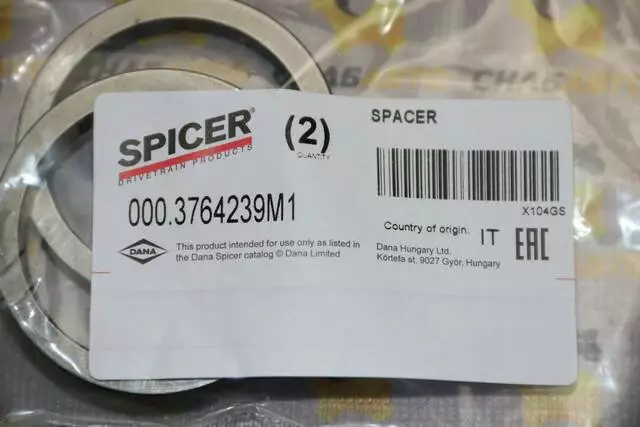 SPICER®
DRIVETRAIN PRODUCTS
(2)
QUANTITY
SPACER
000.3764239M1
X104GS
DANA
This product intended for use only as listed in
the Dana Spicer catalog © Dana Limited
Country of origin. IT
EAC
Dana Hungary Ltd.
Körtefa st. 9027 Győr, Hungary